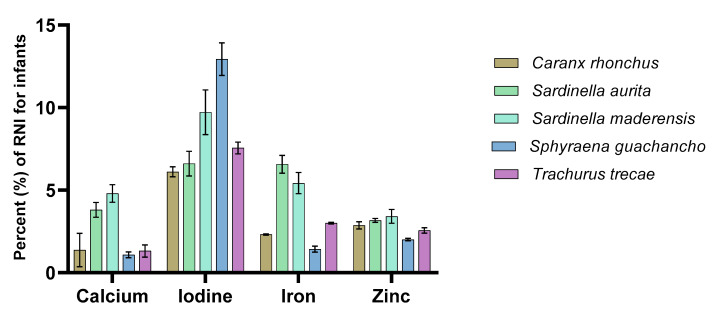 Percent (%) of RNI for infants
15
10
5
0
Calcium
Iodine
Iron
Zinc
Caranx rhonchus
Sardinella aurita
Sardinella maderensis
Sphyraena guachancho
Trachurus trecae